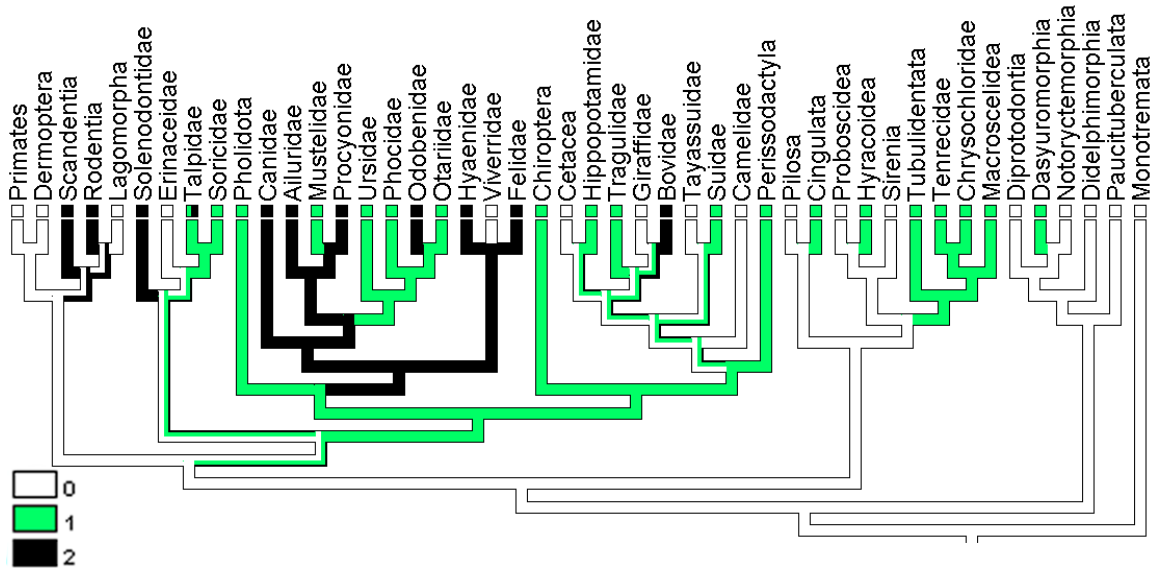 Primates
Dermoptera
Scandentia
Rodentia
Lagomorpha
Solenodontidae
Erinaceidae
Talpidae
Soricidae
Pholidota
Canidae
Ailuridae
Mustelidae
Procyonidae
Ursidae
Phocidae
Odobenidae
Otariidae
Hyaenidae
Viverridae
Felidae
Chiroptera
Cetacea
Hippopotamidae
Tragulidae
Giraffidae
Bovidae
Tayassuidae
Suidae
Camelidae
Perissodactyla
Pilosa
Cingulata
Proboscidea
Hyracoidea
Sirenia
Tubulidentata
Tenrecidae
Chrysochloridae
Macroscelidea
Diprotodontia
Dasyuromorphia
Notoryctemorphia
Didelphimorphia
Paucituberculata
Monotremata
0
1
2